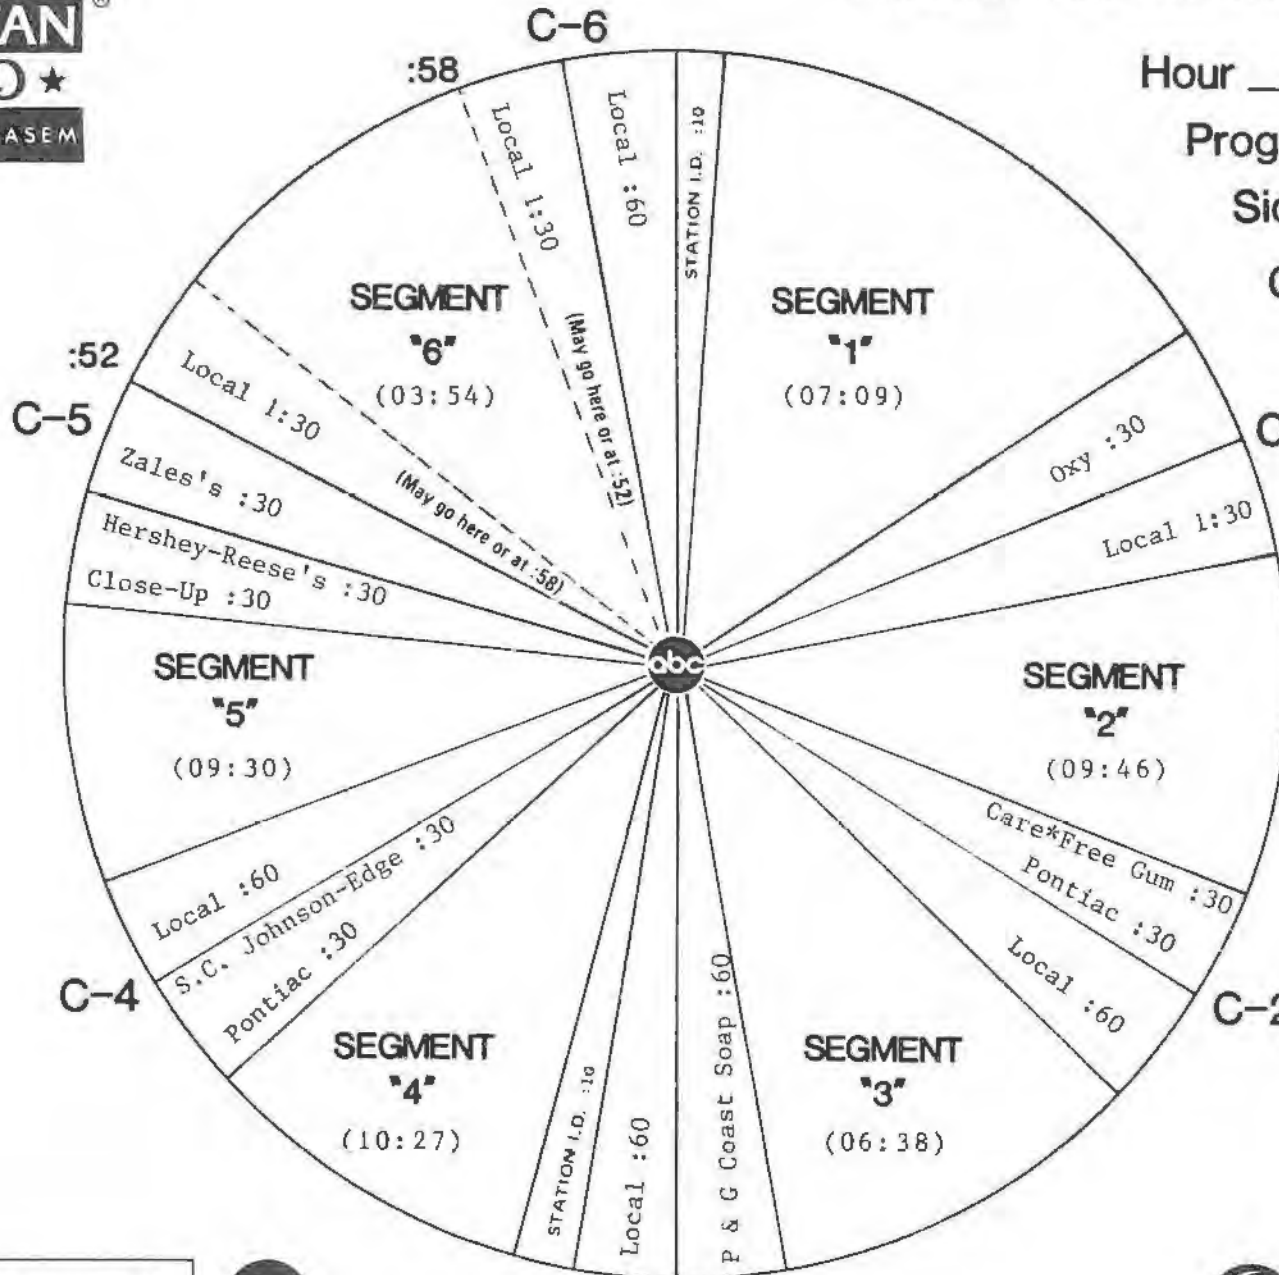 AN
®
ASEM
C-6
:58
Hour
Prog
Local 1:30
Local :60
STATION I.D. :10
SEGMENT
"1"
(07:09)
Oxy :30
Local 1:30
SEGMENT
"2"
(09:46)
Care*Free Gum :30
Pontiac :30
Local :60
C-2
SEGMENT
"3"
(06:38)
P & G Coast Soap :60
Local :60
STATION I.D. :10
SEGMENT
"4"
(10:27)
Pontiac :30
S.C. Johnson-Edge :30
C-4
Local :60
SEGMENT
"5"
(09:30)
Close-Up :30
Hershey-Reese's :30
Zales's :30
C-5
:52
Local 1:30
(May go here or at :58)
SEGMENT
"6"
(03:54)
(May go here or at :52)
abc